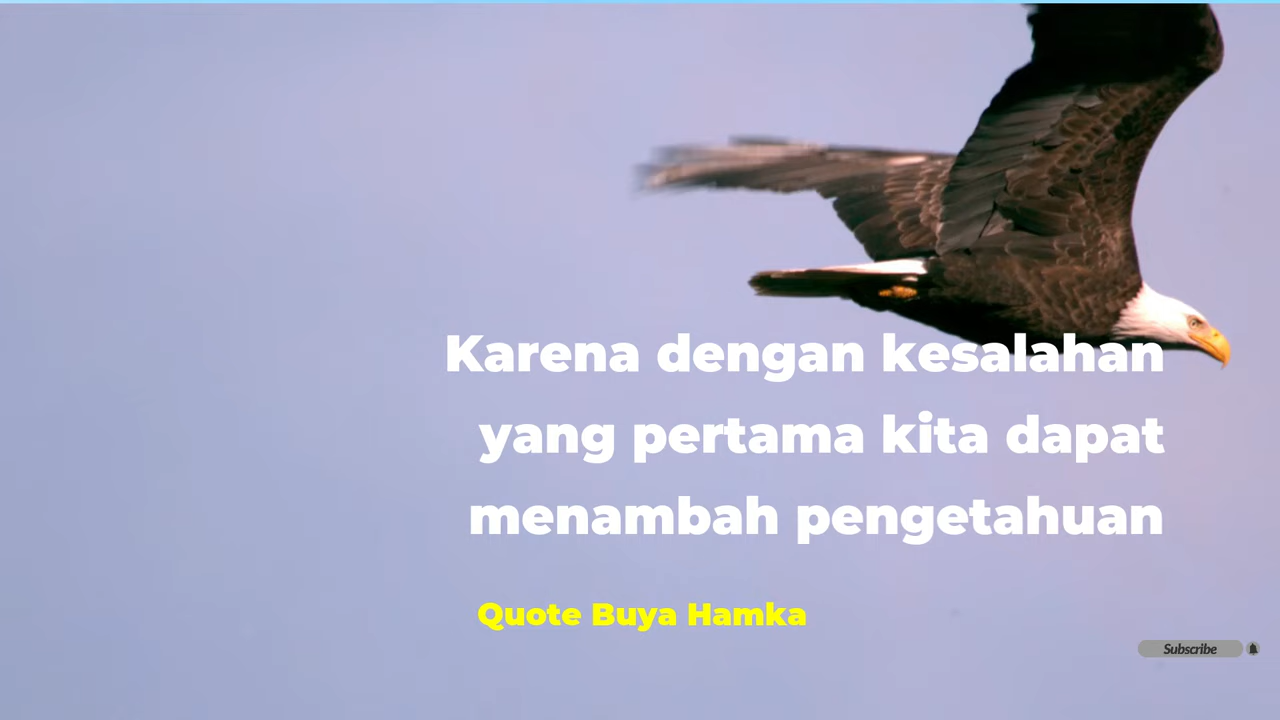 Karena dengan kesalahan
yang pertama kita dapat
menambah pengetahuan
Quote Buya Hamka
Subscribe